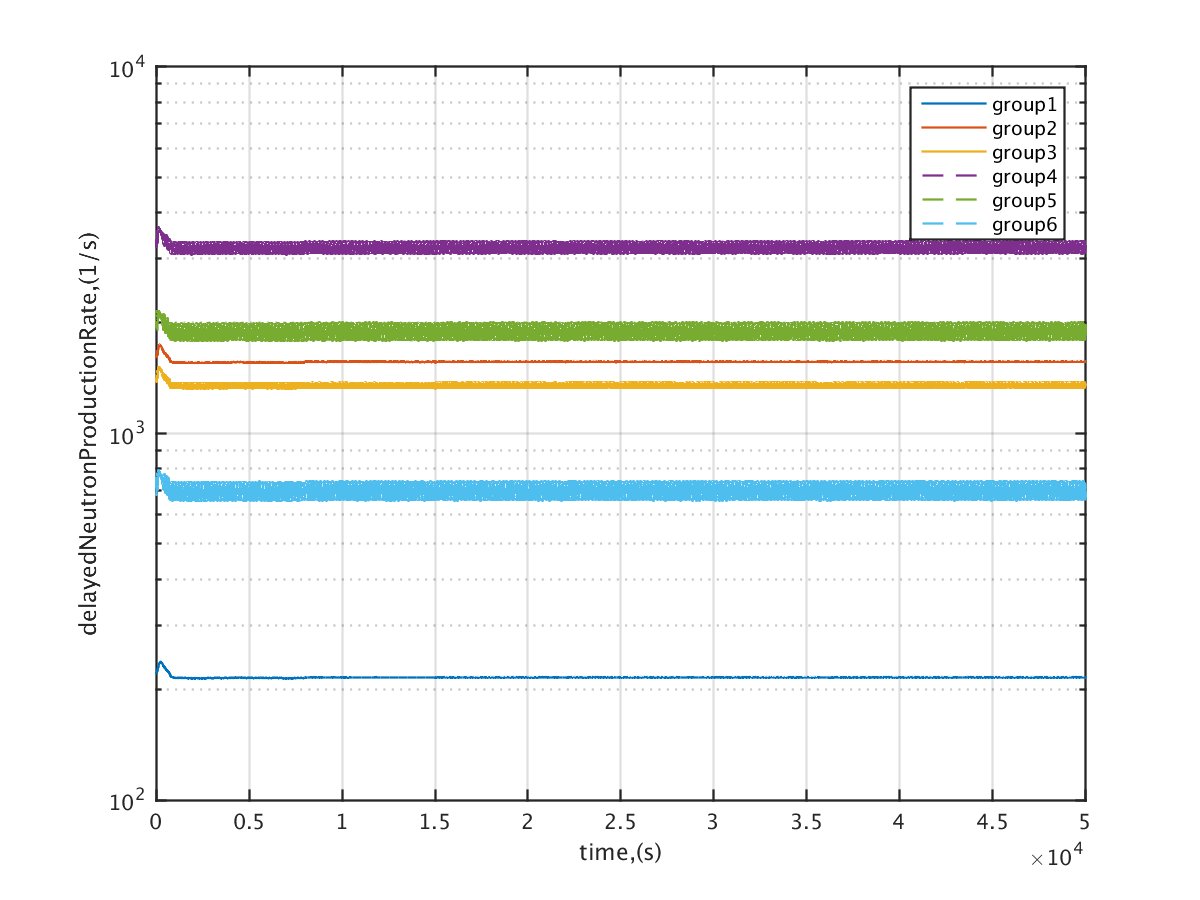 delayedNeutronProductionRate,(1/s)
10^4
10^3
10^2
group1
group2
group3
group4
group5
group6
0 0.5 1 1.5 2 2.5 3 3.5 4 4.5 5
time,(s)
×10^4